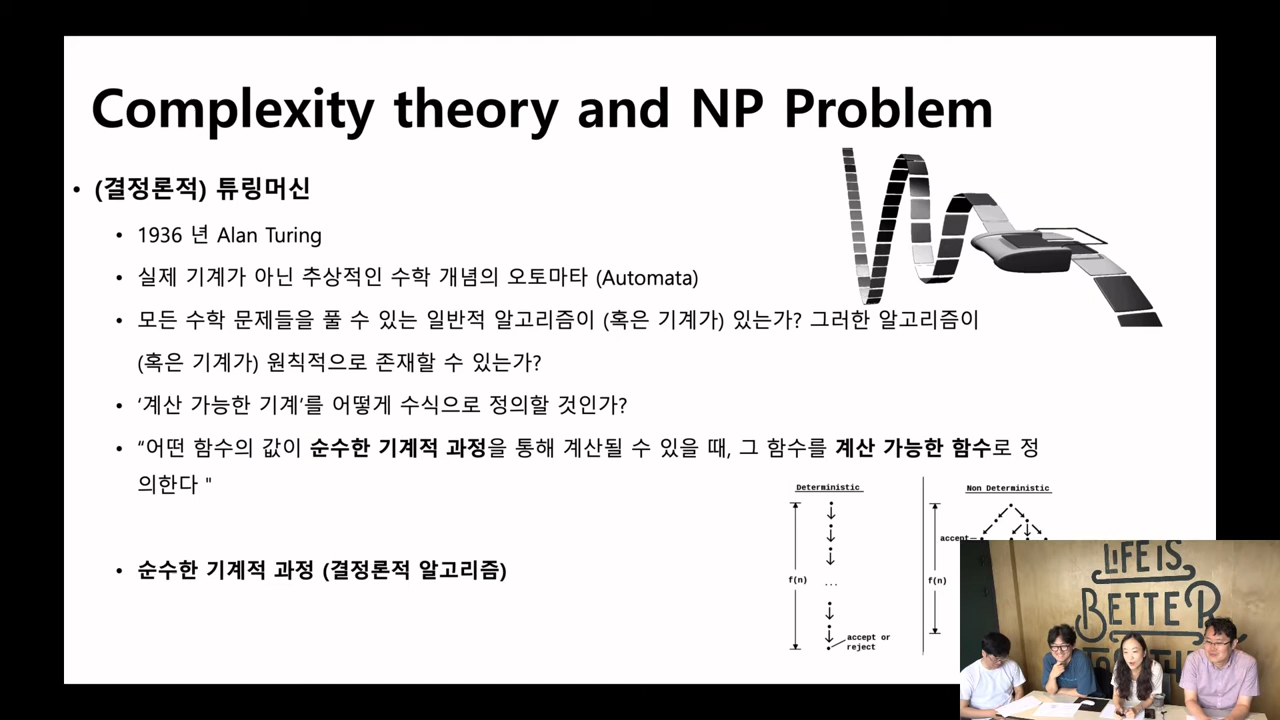 Complexity theory and NP Problem
• (결정론적) 튜링머신
• 1936 년 Alan Turing
• 실제 기계가 아닌 추상적인 수학 개념의 오토마타 (Automata)
• 모든 수학 문제들을 풀 수 있는 일반적 알고리즘이 (혹은 기계가) 있는가? 그러한 알고리즘이
(혹은 기계가) 원칙적으로 존재할 수 있는가?
• ‘계산 가능한 기계’를 어떻게 수식으로 정의할 것인가?
• “어떤 함수의 값이 순수한 기계적 과정을 통해 계산될 수 있을 때, 그 함수를 계산 가능한 함수로 정
의한다 "
• 순수한 기계적 과정 (결정론적 알고리즘)
Deterministic
f(n)
...
accept or
reject
Non Deterministic
accept
f(n)
LIFE IS
BETTER